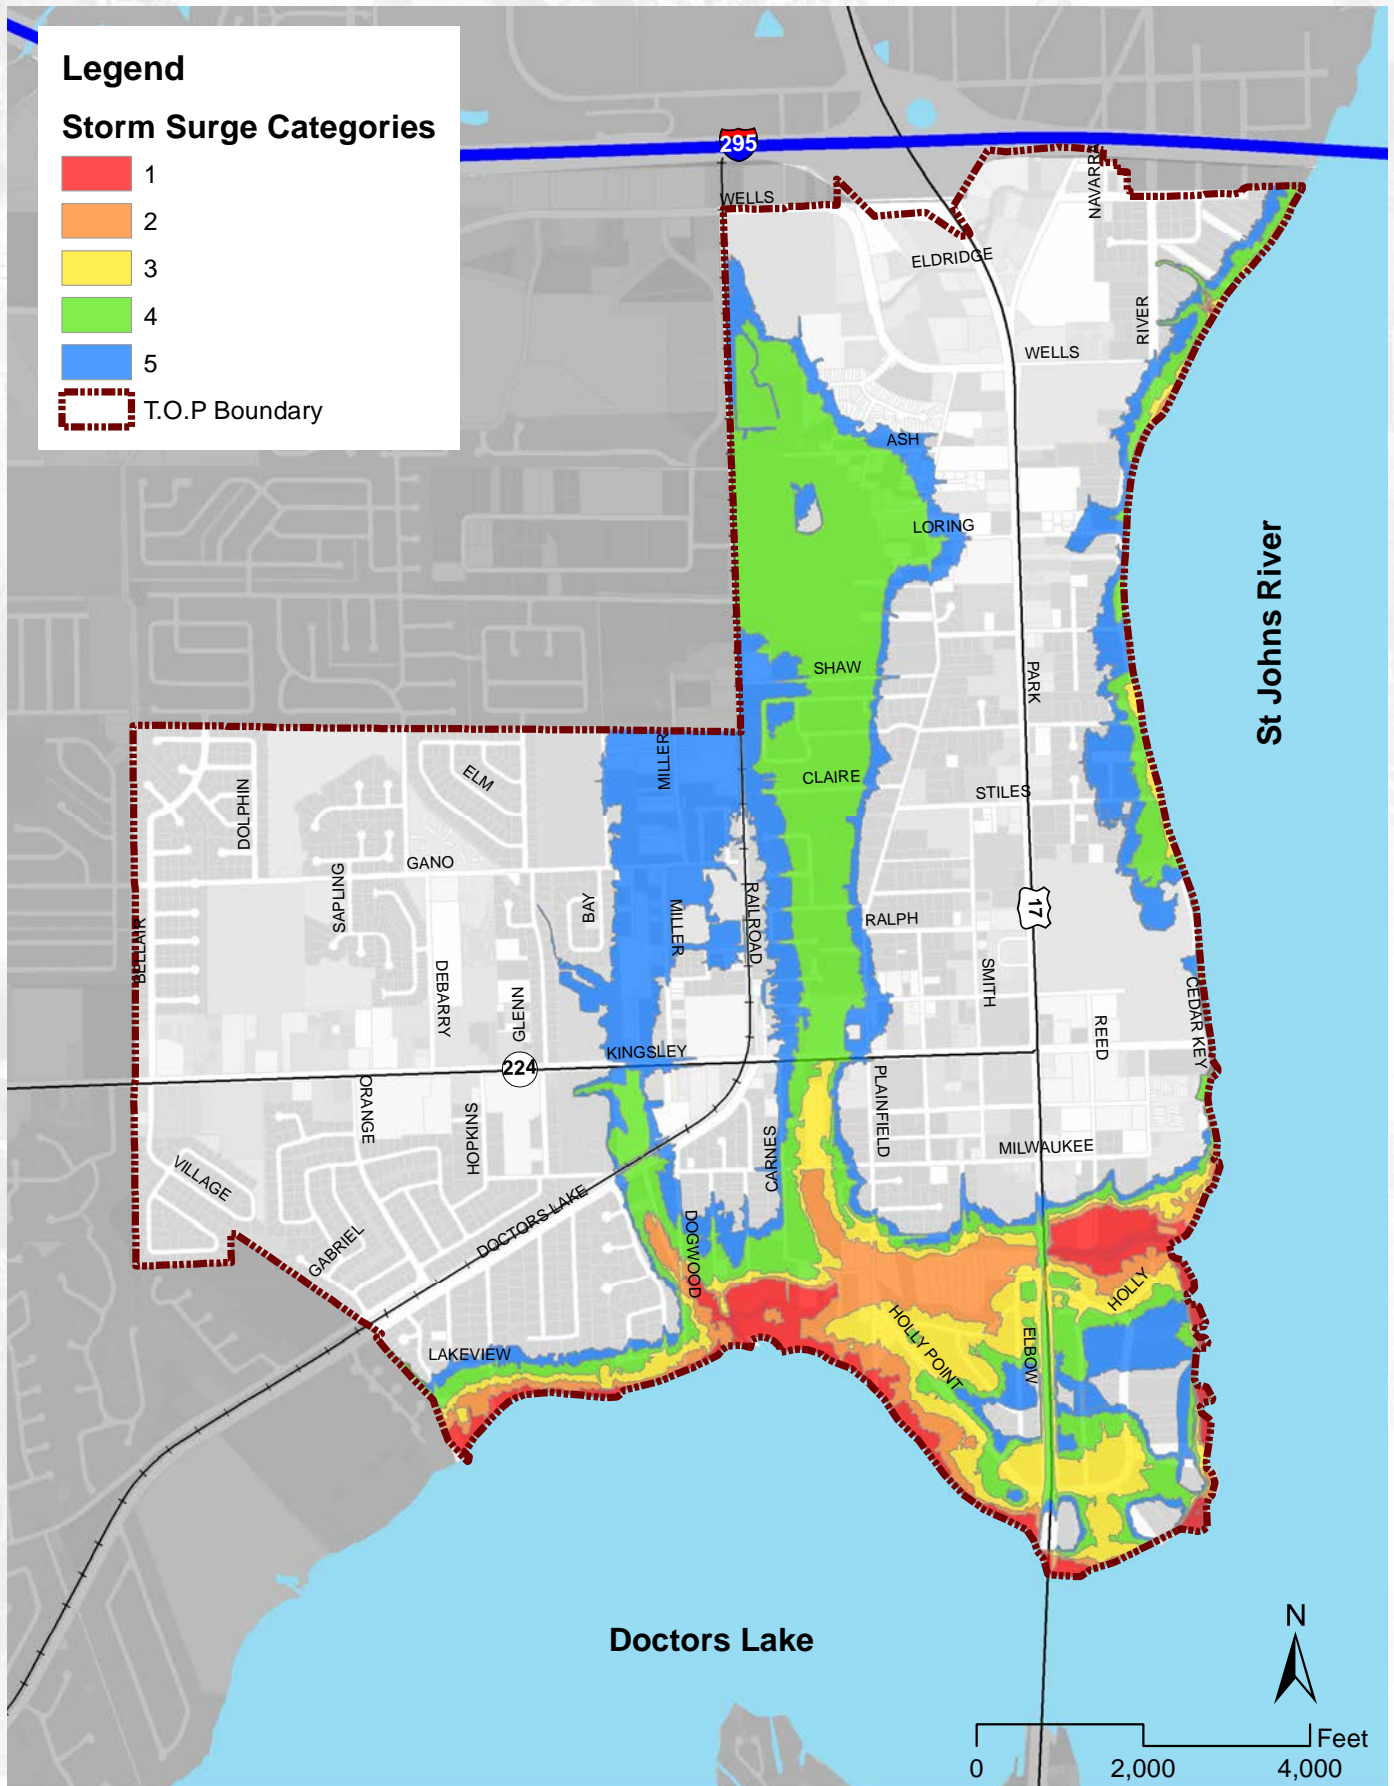 Legend
Storm Surge Categories
1
2
3
4
5
T.O.P Boundary
295
WELLS
NAVARRA
ELDRIDGE
RIVER
WELLS
ASH
LORING
St Johns River
SHAW
PARK
MILLER
ELM
CLAIRE
STILES
DOLPHIN
GANO
SAPLING
BAY
MILLER
RAILROAD
RALPH
17
BELLAIR
DEBARRY
GLENN
SMITH
CEDAR KEY
REED
KINGSLEY
224
ORANGE
HOPKINS
CARNES
PLAINFIELD
MILWAUKEE
VILLAGE
GABRIEL
DOCTORS LAKE
DOGWOOD
HOLLY
HOLLY POINT
ELBOW
LAKEVIEW
Doctors Lake
N
Feet
0 2,000 4,000